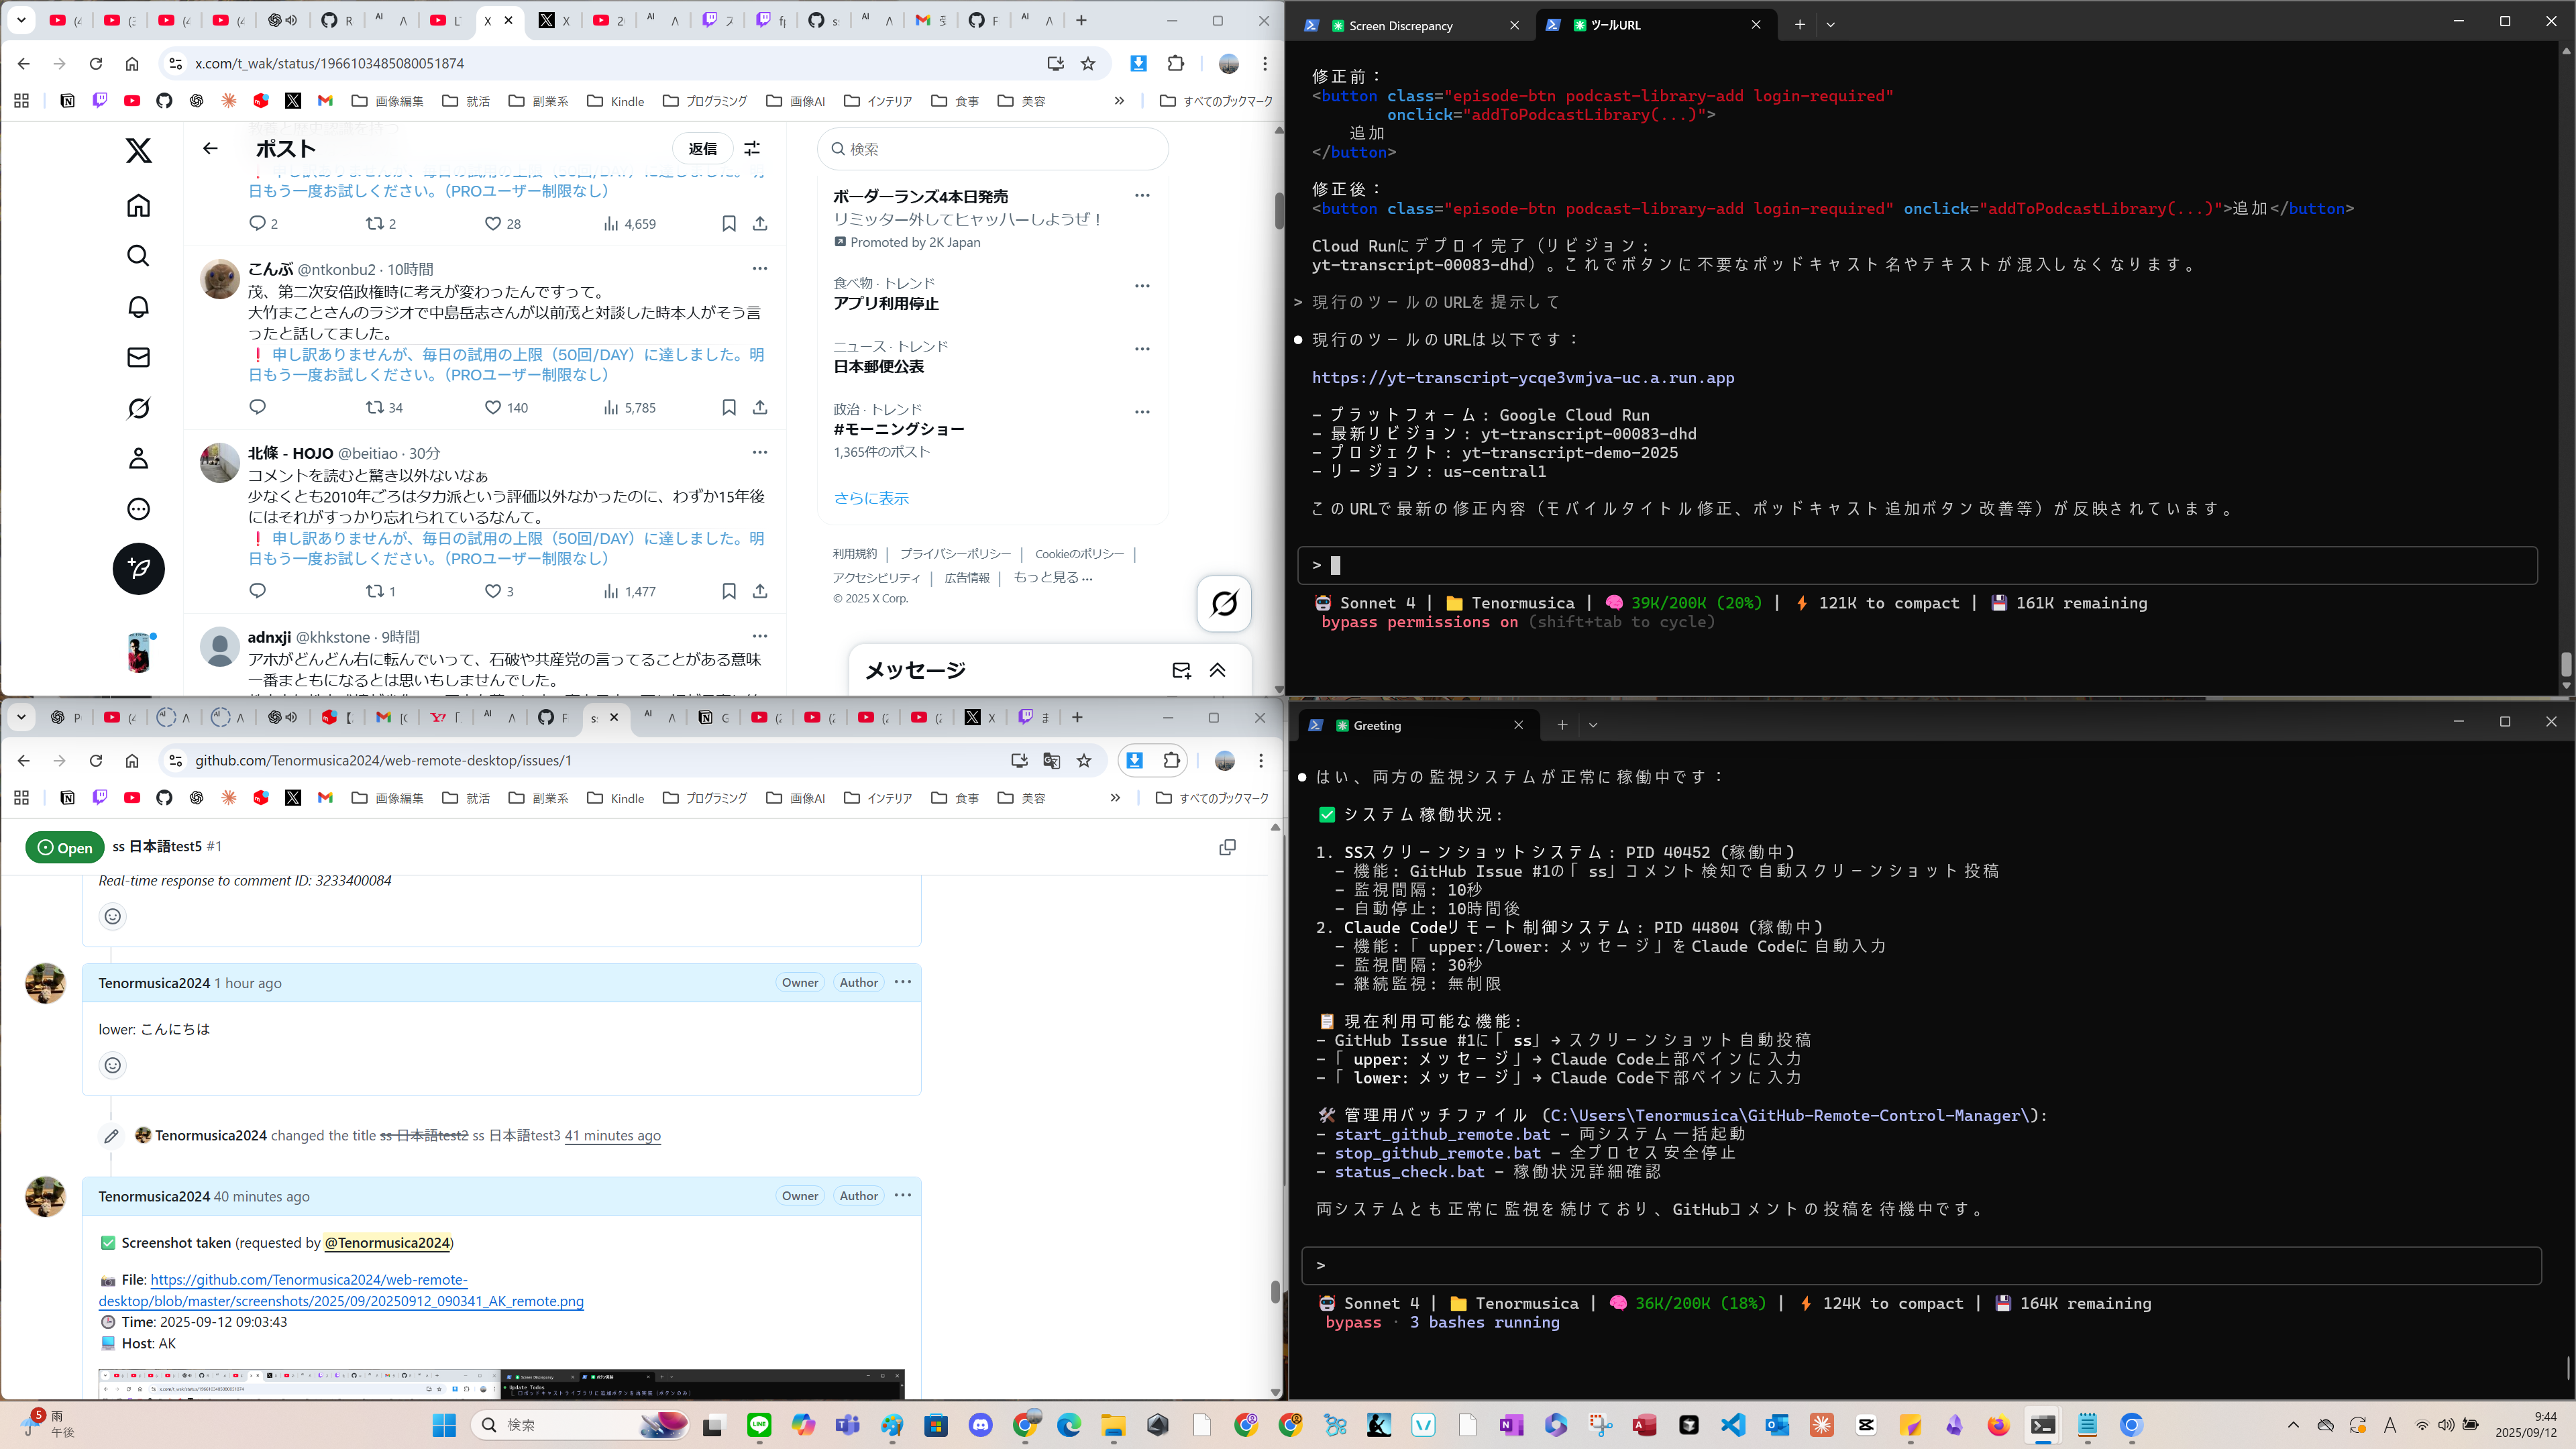 x.com/t_wak/status/1966103485080051874
画像編集
就活
副業系
Kindle
プログラミング
画像AI
インテリア
食事
美容
すべてのブックマーク
ポスト
返信
日もう一度お試しください。（PROユーザー制限なし）
2
2
28
4,659
こんぶ @ntkonbu2 · 10時間
茂、第二次安倍政権時に考えが変わったんですって。
大竹まことさんのラジオで中島岳志さんが以前茂と対談した時本人がそう言
ったと話してました。
❗ 申し訳ありませんが、毎日の試用の上限（50回/DAY）に達しました。明
日もう一度お試しください。（PROユーザー制限なし）
34
140
5,785
北條 - HOJO @beitiao · 30分
コメントを読むと驚き以外ないなぁ
少なくとも2010年ごろはタカ派という評価以外なかったのに、わずか15年後
にはそれがすっかり忘れられているなんて。
❗ 申し訳ありませんが、毎日の試用の上限（50回/DAY）に達しました。明
日もう一度お試しください。（PROユーザー制限なし）
1
3
1,477
adnxji @khkstone · 9時間
アホがどんどん右に転んでいって、石破や共産党の言ってることがある意味
一番まともになるとは思いもしませんでした。
検索
ボーダーランズ4本日発売
リミッター外してヒャッハーしようぜ！
Promoted by 2K Japan
食べ物 · トレンド
アプリ利用停止
ニュース · トレンド
日本郵便公表
政治 · トレンド
#モーニングショー
1,365件のポスト
さらに表示
利用規約 | プライバシーポリシー | Cookieのポリシー |
アクセシビリティ | 広告情報 | もっと見る ...
© 2025 X Corp.
メッセージ
Screen Discrepancy
ツールURL
修正前：
<button class="episode-btn podcast-library-add login-required"
onclick="addToPodcastLibrary(...)">
追加
</button>
修正後：
<button class="episode-btn podcast-library-add login-required" onclick="addToPodcastLibrary(...)">追加</button>
Cloud Runにデプロイ完了（リビジョン：
yt-transcript-00083-dhd）。これでボタンに不要なポッドキャスト名やテキストが混入しなくなります。
> 現行のツールのURLを提示して
● 現行のツールのURLは以下です：
https://yt-transcript-ycqe3vmjva-uc.a.run.app
- プラットフォーム: Google Cloud Run
- 最新リビジョン: yt-transcript-00083-dhd
- プロジェクト: yt-transcript-demo-2025
- リージョン: us-central1
このURLで最新の修正内容（モバイルタイトル修正、ポッドキャスト追加ボタン改善等）が反映されています。
>
Sonnet 4 | Tenormusica | 39K/200K (20%) | 121K to compact | 161K remaining
bypass permissions on (shift+tab to cycle)
github.com/Tenormusica2024/web-remote-desktop/issues/1
画像編集
就活
副業系
Kindle
プログラミング
画像AI
インテリア
食事
美容
すべてのブックマーク
Open
ss 日本語test5 #1
Real-time response to comment ID: 3233400084
Tenormusica2024 1 hour ago
Owner
Author
lower: こんにちは
Tenormusica2024 changed the title ss 日本語test2 ss 日本語test3 41 minutes ago
Tenormusica2024 40 minutes ago
Owner
Author
✅ Screenshot taken (requested by @Tenormusica2024)
📷 File: https://github.com/Tenormusica2024/web-remote-
desktop/blob/master/screenshots/2025/09/20250912_090341_AK_remote.png
🕒 Time: 2025-09-12 09:03:43
💻 Host: AK
Greeting
● はい、両方の監視システムが正常に稼働中です：
✅ システム稼働状況:
1. SSスクリーンショットシステム: PID 40452 (稼働中)
- 機能: GitHub Issue #1の「ss」コメント検知で自動スクリーンショット投稿
- 監視間隔: 10秒
- 自動停止: 10時間後
2. Claude Codeリモート制御システム: PID 44804 (稼働中)
- 機能:「upper:/lower: メッセージ」をClaude Codeに自動入力
- 監視間隔: 30秒
- 継続監視: 無制限
📋 現在利用可能な機能:
- GitHub Issue #1に「ss」→ スクリーンショット自動投稿
-「upper: メッセージ」→ Claude Code上部ペインに入力
-「lower: メッセージ」→ Claude Code下部ペインに入力
🛠 管理用バッチファイル (C:\Users\Tenormusica\GitHub-Remote-Control-Manager\):
- start_github_remote.bat - 両システム一括起動
- stop_github_remote.bat - 全プロセス安全停止
- status_check.bat - 稼働状況詳細確認
両システムとも正常に監視を続けており、GitHubコメントの投稿を待機中です。
>
Sonnet 4 | Tenormusica | 36K/200K (18%) | 124K to compact | 164K remaining
bypass · 3 bashes running
5
雨
午後
検索
A
9:44
2025/09/12